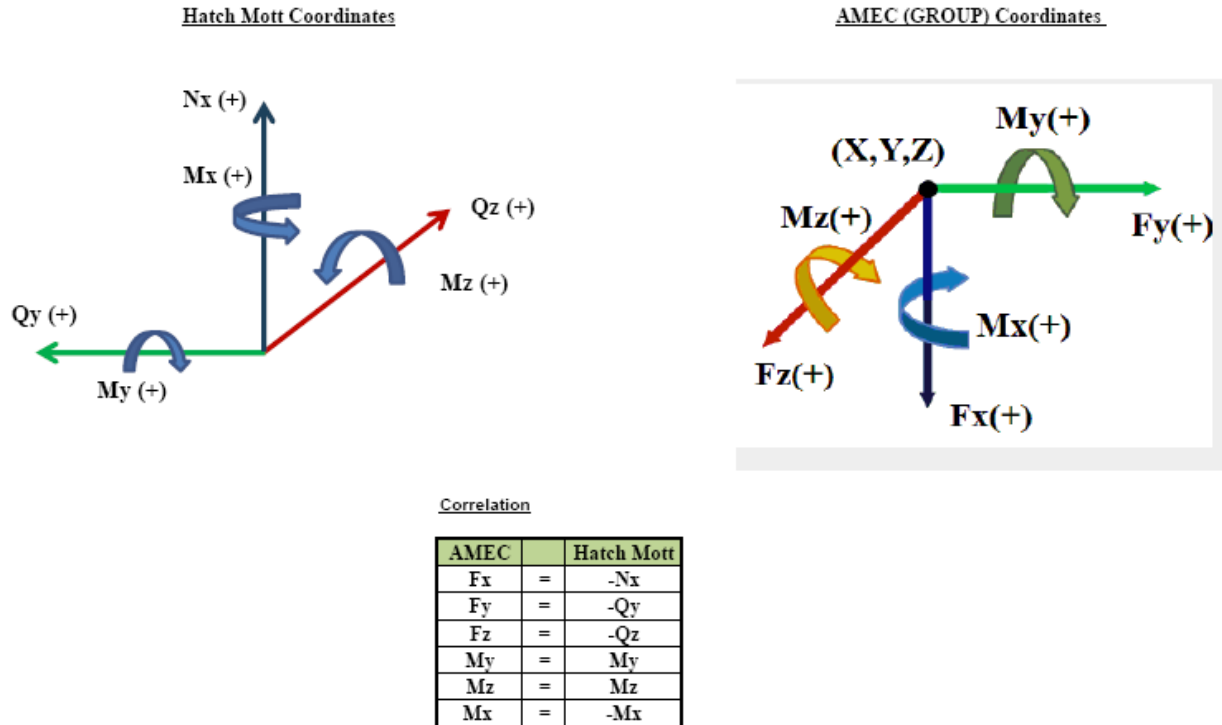 Hatch Mott Coordinates
Nx (+)
Mx (+)
Qz (+)
Mz (+)
Qy (+)
My (+)
AMEC (GROUP) Coordinates
My(+)
(X,Y,Z)
Mz(+)
Fy(+)
Mx(+)
Fz(+)
Fx(+)
Correlation
AMEC Hatch Mott
Fx = -Nx
Fy = -Qy
Fz = -Qz
My = My
Mz = Mz
Mx = -Mx